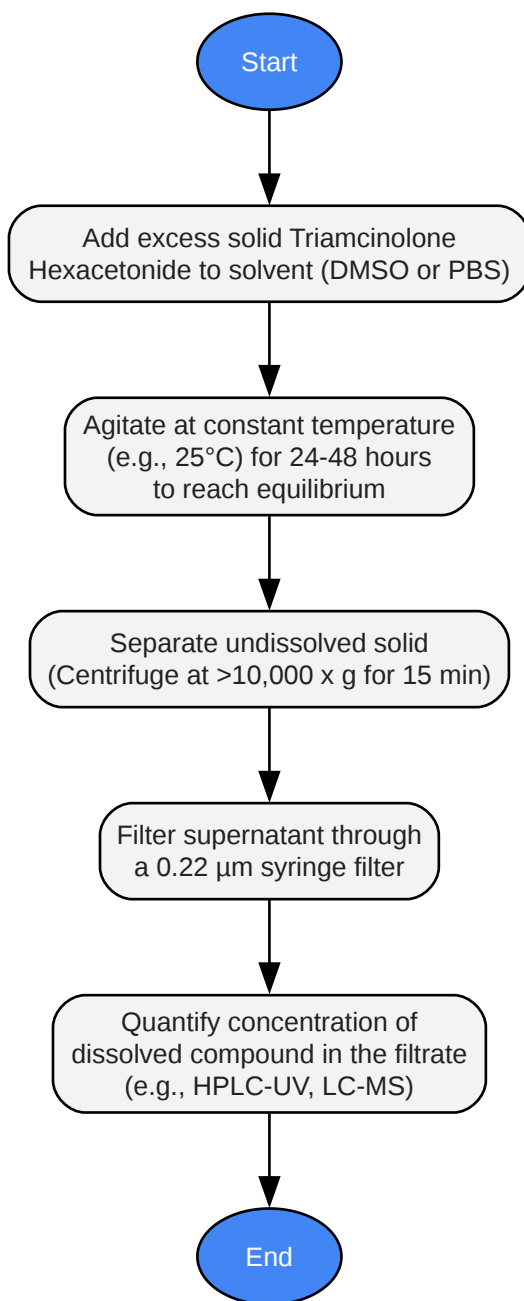 Start
Add excess solid Triamcinolone
Hexacetonide to solvent (DMSO or PBS)
Agitate at constant temperature
(e.g., 25°C) for 24-48 hours
to reach equilibrium
Separate undissolved solid
(Centrifuge at >10,000 x g for 15 min)
Filter supernatant through
a 0.22 µm syringe filter
Quantify concentration of
dissolved compound in the filtrate
(e.g., HPLC-UV, LC-MS)
End